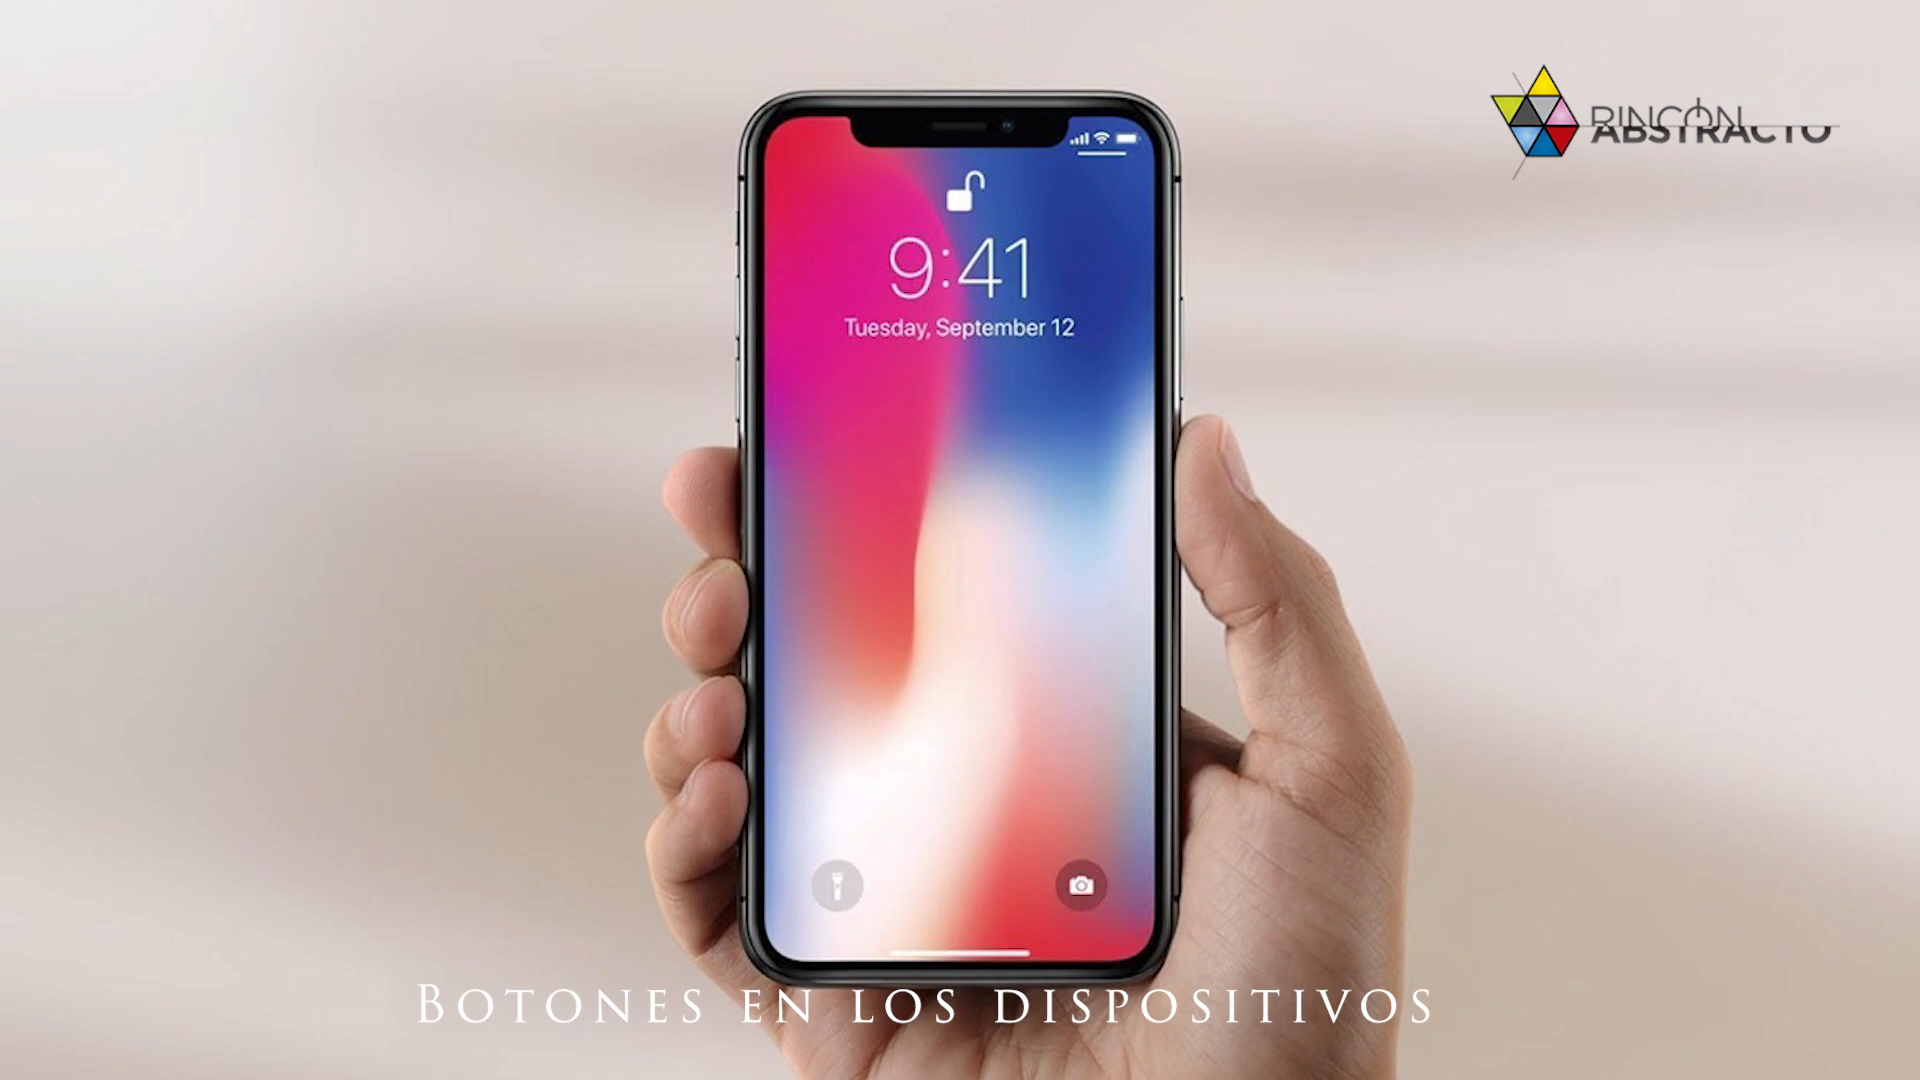 RINCÓN
ABSTRACTO
9:41
Tuesday, September 12
BOTONES EN LOS DISPOSITIVOS